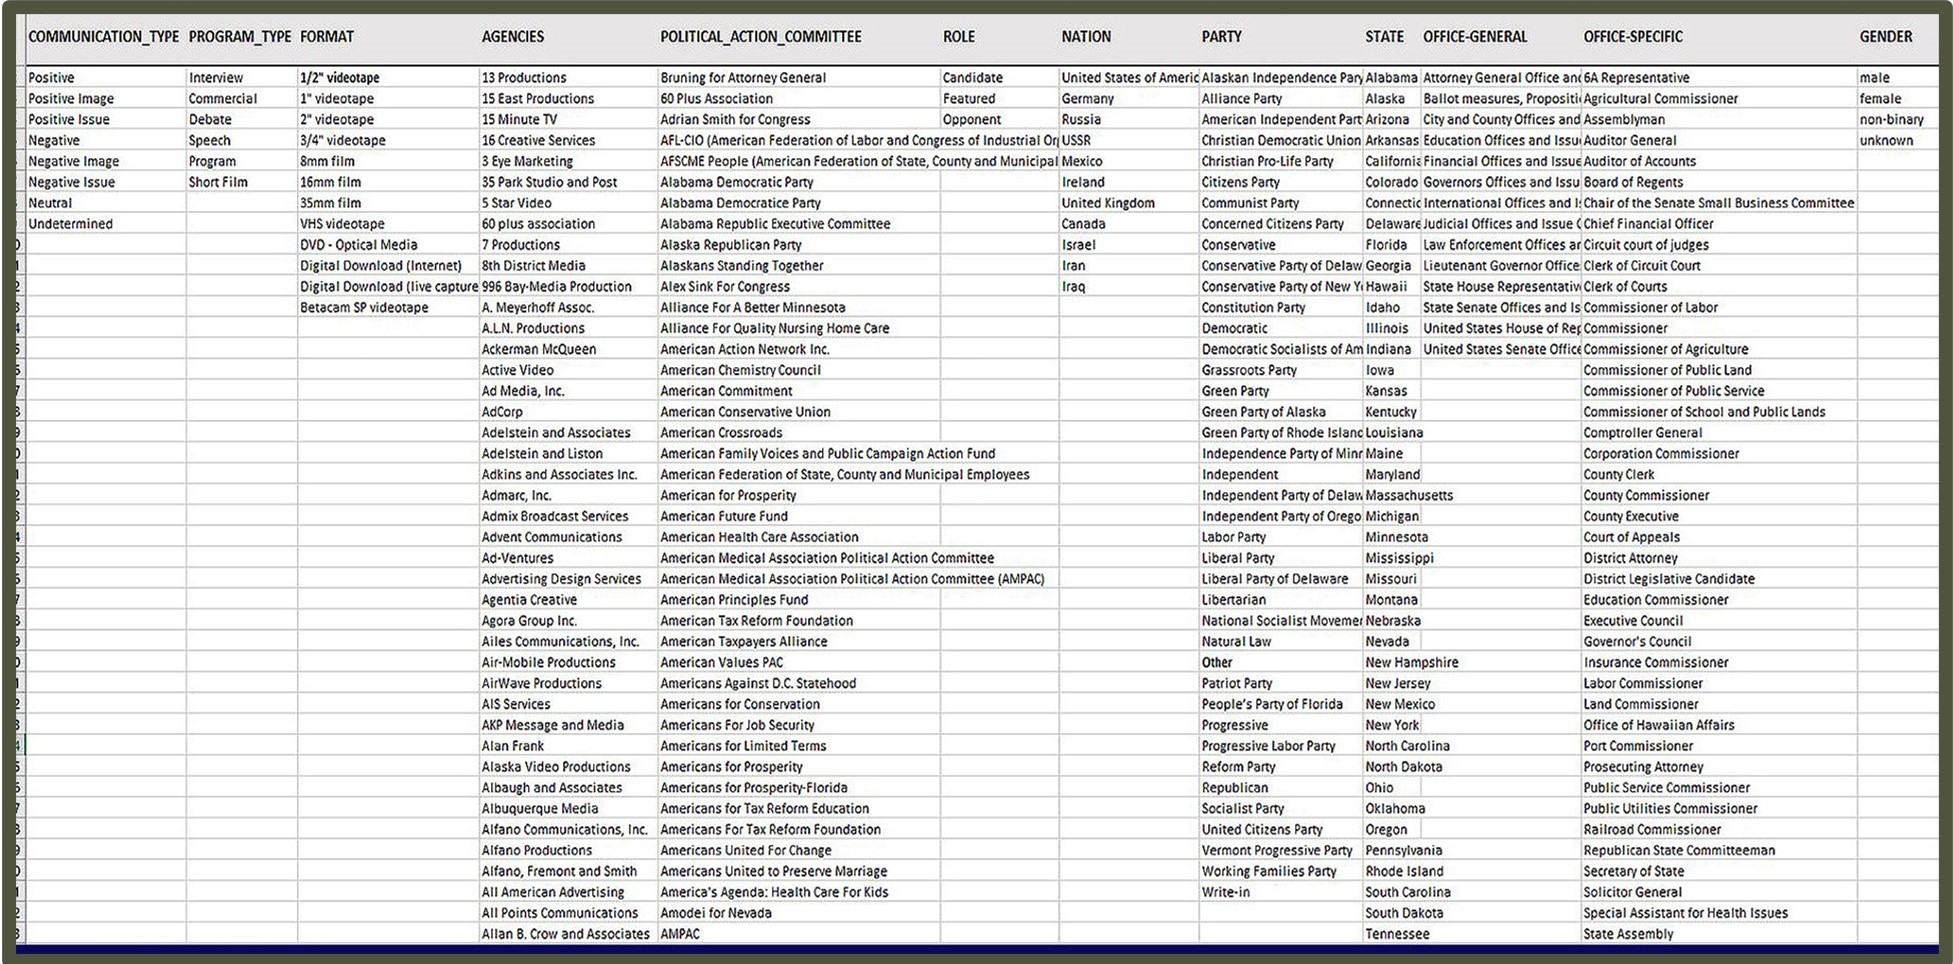 COMMUNICATION_TYPE PROGRAM_TYPE FORMAT AGENCIES POLITICAL_ACTION_COMMITTEE ROLE NATION PARTY STATE OFFICE-GENERAL OFFICE-SPECIFIC GENDER
Positive Interview 1/2" videotape 13 Productions Bruning for Attorney General Candidate United States of Americ Alaskan Independence Par Alabama Attorney General Office and 6A Representative male
Positive Image Commercial 1" videotape 15 East Productions 60 Plus Association Featured Germany Alliance Party Alaska Ballot measures, Propositi Agricultural Commissioner female
Positive Issue Debate 2" videotape 15 Minute TV Adrian Smith for Congress Opponent Russia American Independent Part Arizona City and County Offices and Assemblyman non-binary
Negative Speech 3/4" videotape 16 Creative Services AFL-CIO (American Federation of Labor and Congress of Industrial Or USSR Christian Democratic Union Arkansas Education Offices and Issue Auditor General unknown
Negative Image Program 8mm film 3 Eye Marketing AFSCME People (American Federation of State, County and Municipal Mexico Christian Pro-Life Party California Financial Offices and Issue Auditor of Accounts
Negative Issue Short Film 16mm film 35 Park Studio and Post Alabama Democratic Party Ireland Citizens Party Colorado Governors Offices and Issu Board of Regents
Neutral 35mm film 5 Star Video Alabama Democratice Party United Kingdom Communist Party Connectic International Offices and Is Chair of the Senate Small Business Committee
Undetermined VHS videotape 60 plus association Alabama Republic Executive Committee Canada Concerned Citizens Party Delaware Judicial Offices and Issue C Chief Financial Officer
DVD - Optical Media 7 Productions Alaska Republican Party Israel Conservative Florida Law Enforcement Offices ar Circuit court of judges
Digital Download (Internet) 8th District Media Alaskans Standing Together Iran Conservative Party of Delaw Georgia Lieutenant Governor Office Clerk of Circuit Court
Digital Download (live capture 996 Bay-Media Production Alex Sink For Congress Iraq Conservative Party of New Y Hawaii State House Representativ Clerk of Courts
Betacam SP videotape A. Meyerhoff Assoc. Alliance For A Better Minnesota Constitution Party Idaho State Senate Offices and Is Commissioner of Labor
A.L.N. Productions Alliance For Quality Nursing Home Care Democratic Illinois United States House of Rep Commissioner
Ackerman McQueen American Action Network Inc. Democratic Socialists of Am Indiana United States Senate Office Commissioner of Agriculture
Active Video American Chemistry Council Grassroots Party Iowa Commissioner of Public Land
Ad Media, Inc. American Commitment Green Party Kansas Commissioner of Public Service
AdCorp American Conservative Union Green Party of Alaska Kentucky Commissioner of School and Public Lands
Adelstein and Associates American Crossroads Green Party of Rhode Island Louisiana Comptroller General
Adelstein and Liston American Family Voices and Public Campaign Action Fund Independence Party of Minr Maine Corporation Commissioner
Adkins and Associates Inc. American Federation of State, County and Municipal Employees Independent Maryland County Clerk
Admarc, Inc. American for Prosperity Independent Party of Delaw Massachusetts County Commissioner
Admix Broadcast Services American Future Fund Independent Party of Orego Michigan County Executive
Advent Communications American Health Care Association Labor Party Minnesota Court of Appeals
Ad-Ventures American Medical Association Political Action Committee Liberal Party Mississippi District Attorney
Advertising Design Services American Medical Association Political Action Committee (AMPAC) Liberal Party of Delaware Missouri District Legislative Candidate
Agentia Creative American Principles Fund Libertarian Montana Education Commissioner
Agora Group Inc. American Tax Reform Foundation National Socialist Movemer Nebraska Executive Council
Ailes Communications, Inc. American Taxpayers Alliance Natural Law Nevada Governor's Council
Air-Mobile Productions American Values PAC Other New Hampshire Insurance Commissioner
AirWave Productions Americans Against D.C. Statehood Patriot Party New Jersey Labor Commissioner
AIS Services Americans for Conservation People's Party of Florida New Mexico Land Commissioner
AKP Message and Media Americans For Job Security Progressive New York Office of Hawaiian Affairs
Alan Frank Americans for Limited Terms Progressive Labor Party North Carolina Port Commissioner
Alaska Video Productions Americans for Prosperity Reform Party North Dakota Prosecuting Attorney
Albaugh and Associates Americans for Prosperity-Florida Republican Ohio Public Service Commissioner
Albuquerque Media Americans for Tax Reform Education Socialist Party Oklahoma Public Utilities Commissioner
Alfano Communications, Inc. Americans For Tax Reform Foundation United Citizens Party Oregon Railroad Commissioner
Alfano Productions Americans United For Change Vermont Progressive Party Pennsylvania Republican State Committeeman
Alfano, Fremont and Smith Americans United to Preserve Marriage Working Families Party Rhode Island Secretary of State
All American Advertising America's Agenda: Health Care For Kids Write-in South Carolina Solicitor General
All Points Communications Amodei for Nevada South Dakota Special Assistant for Health Issues
Allan B. Crow and Associates AMPAC Tennessee State Assembly